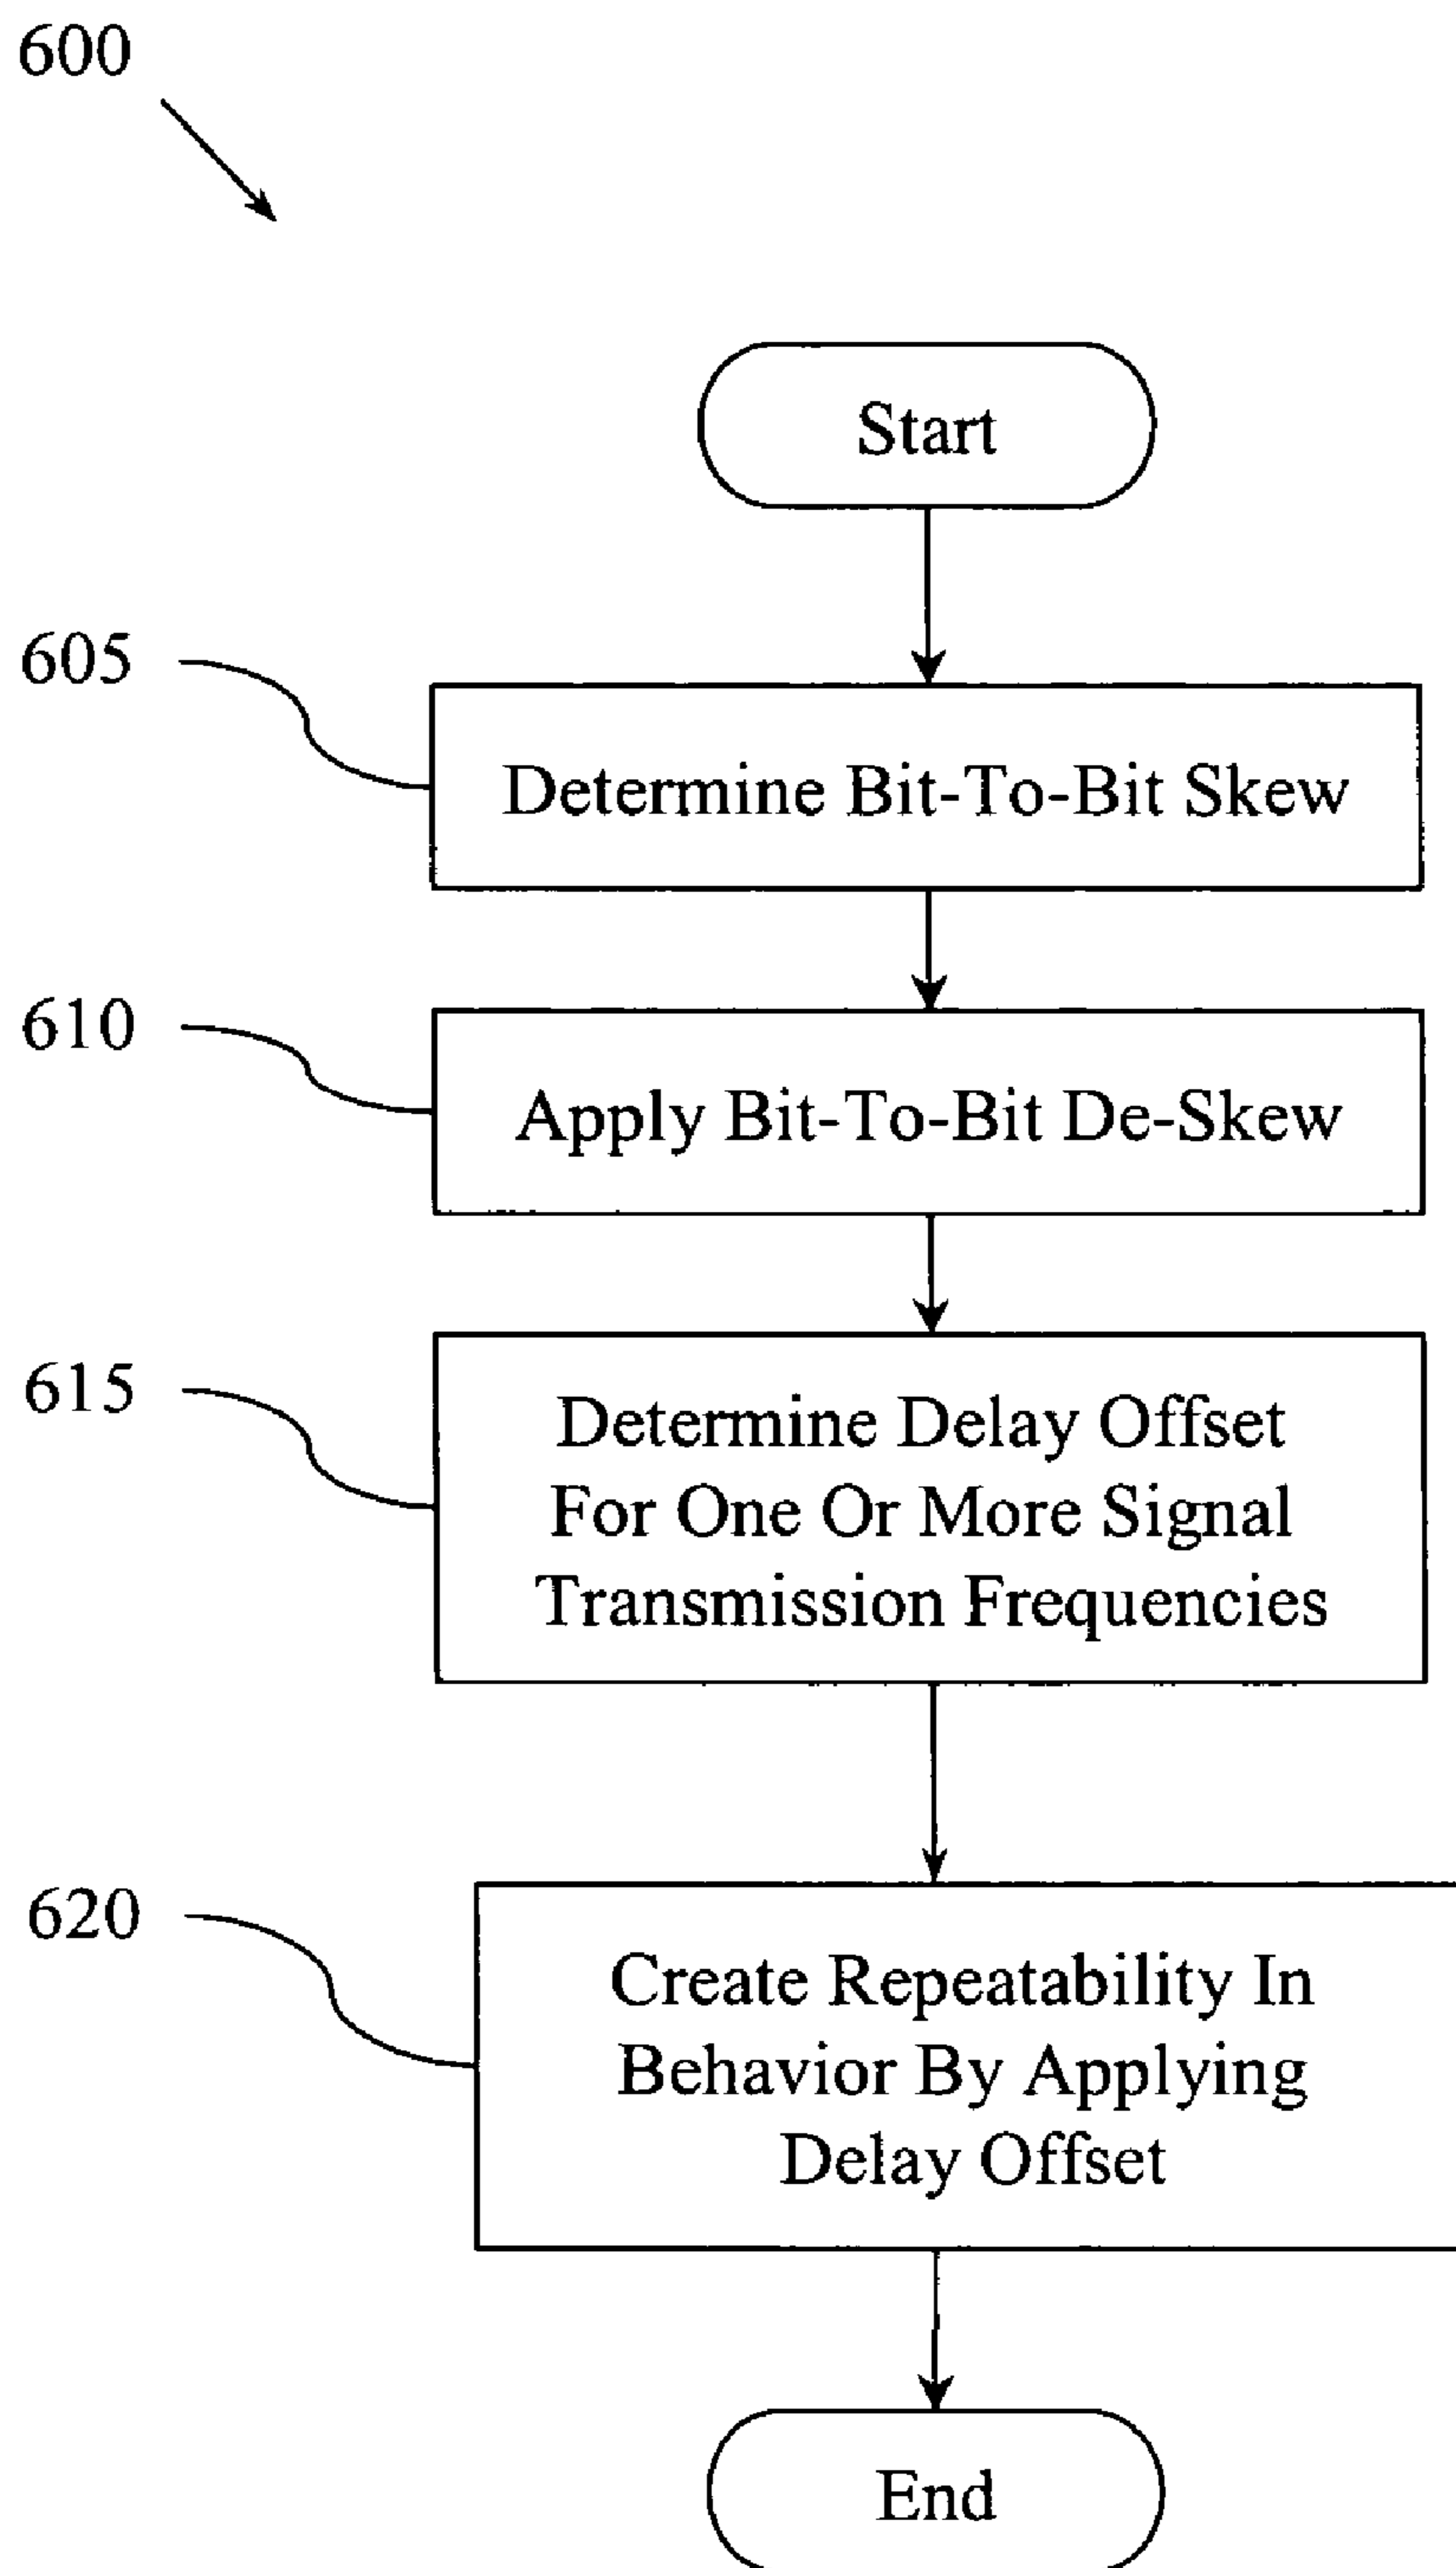 600
Start
605
Determine Bit-To-Bit Skew
610
Apply Bit-To-Bit De-Skew
615
Determine Delay Offset
For One Or More Signal
Transmission Frequencies
620
Create Repeatability In
Behavior By Applying
Delay Offset
End